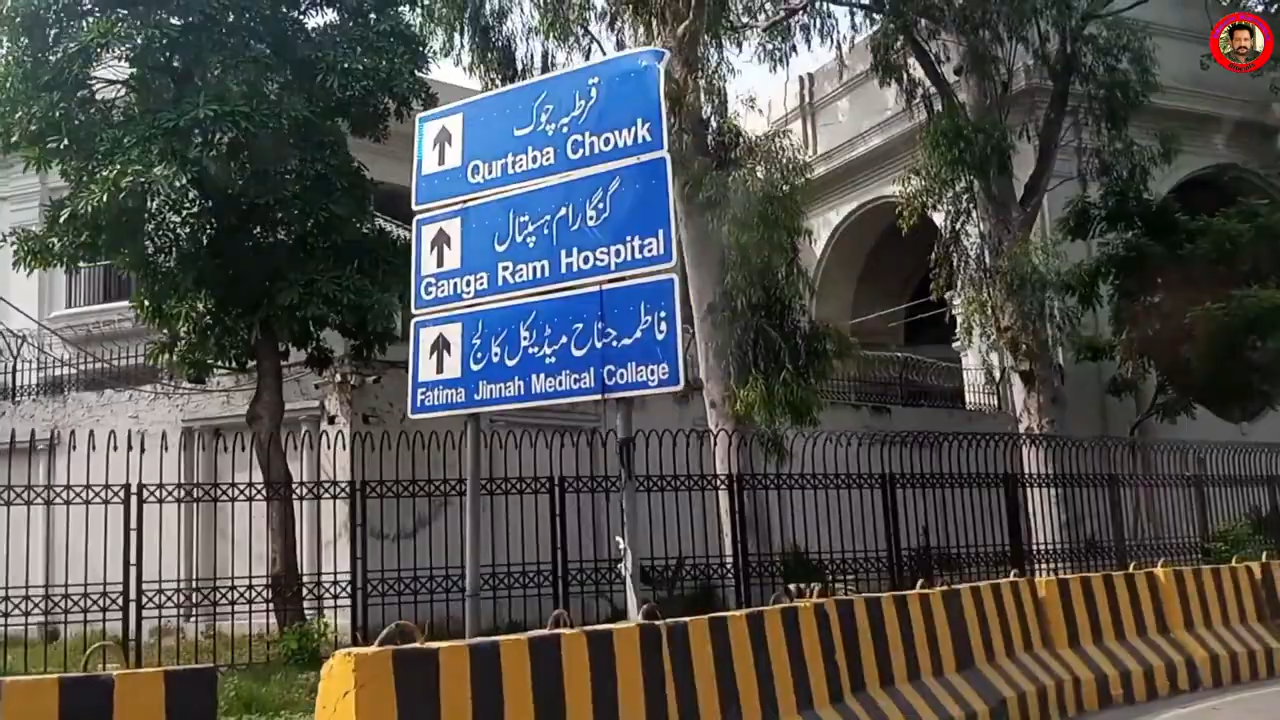 قرطبہ چوک
Qurtaba Chowk
گنگا رام ہسپتال
Ganga Ram Hospital
فاطمہ جناح میڈیکل کالج
Fatima Jinnah Medical Collage